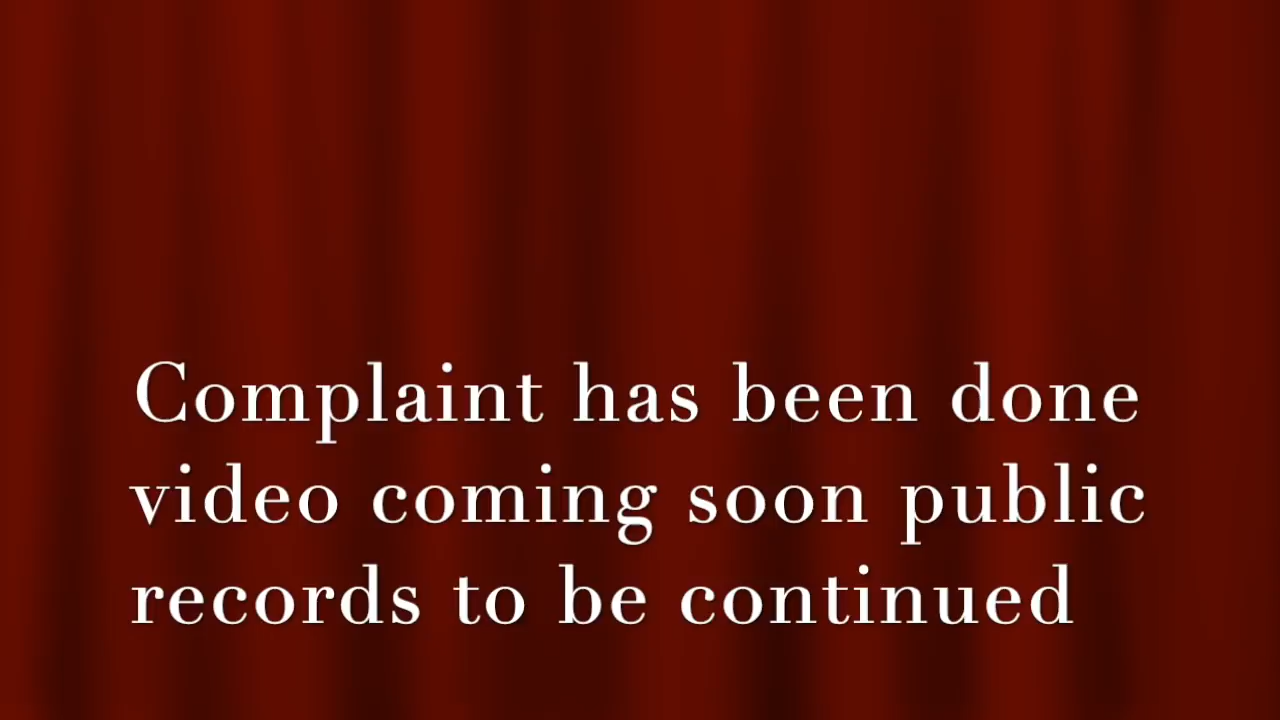 Complaint has been done
video coming soon public
records to be continued